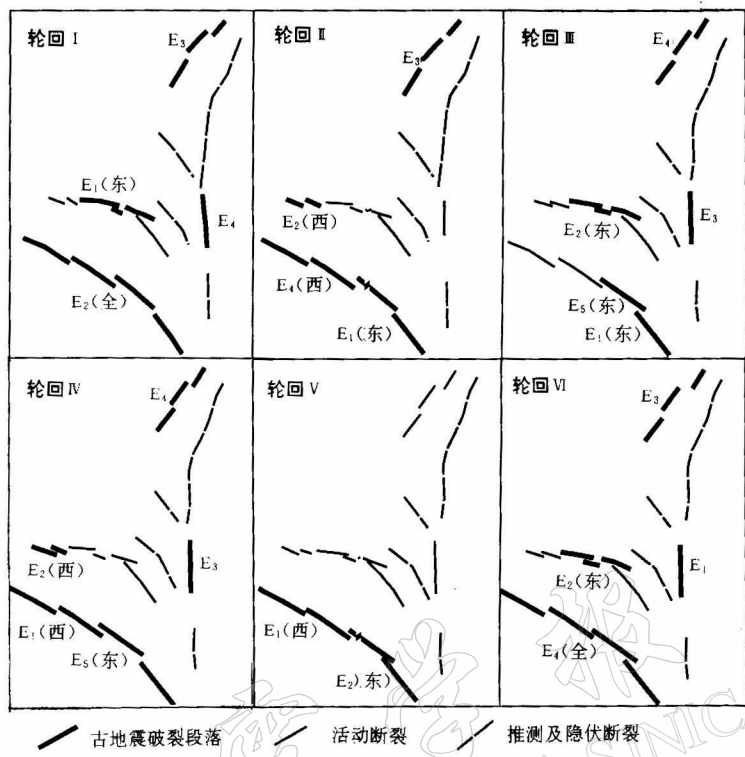 轮回 I
E₃
E₁(东)
E₄
E₂(全)
轮回 II
E₃
E₂(西)
E₄(西)
E₁(东)
轮回 III
E₄
E₃
E₂(东)
E₅(东)
E₁(东)
轮回 IV
E₄
E₂(西)
E₃
E₁(西)
E₅(东)
轮回 V
E₁(西)
E₂(东)
轮回 VI
E₃
E₁
E₂(东)
E₄(全)
古地震破裂段落
活动断裂
推测及隐伏断裂
学报
SINIC